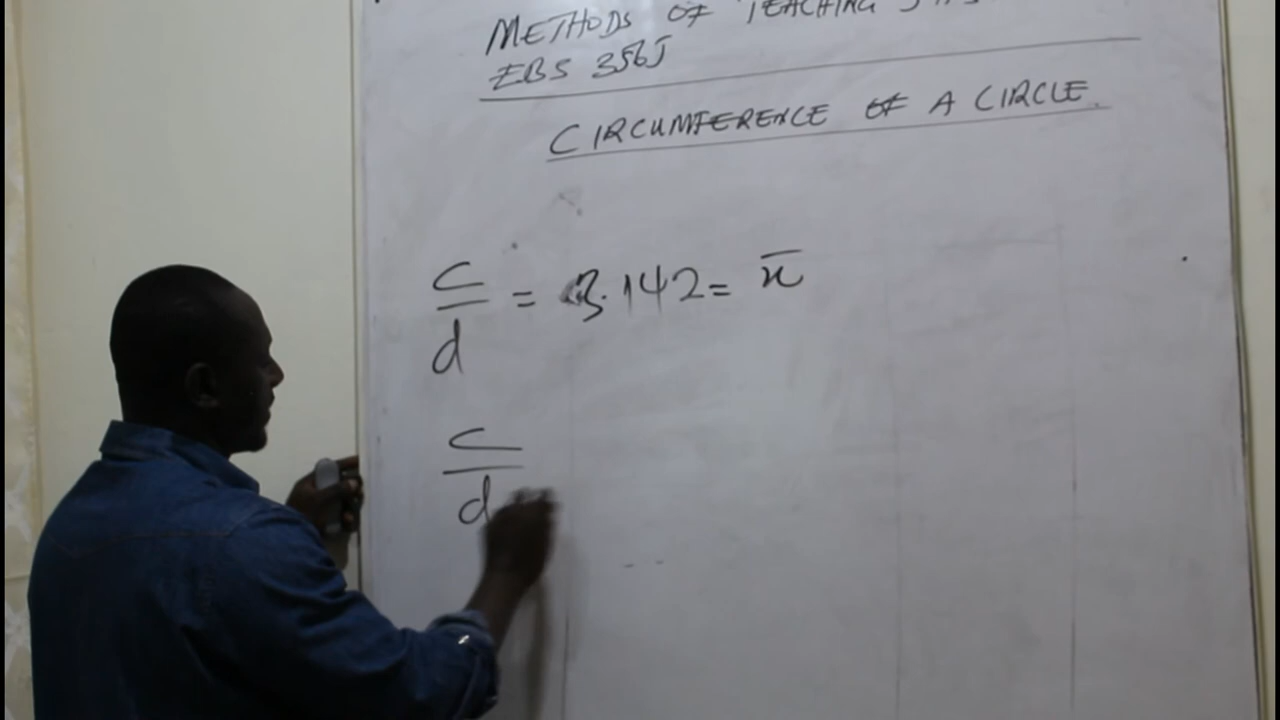 METHODS OF TEACHING
EBS 356J
CIRCUMFERENCE OF A CIRCLE.
C/d = 3.142 = π
C/d